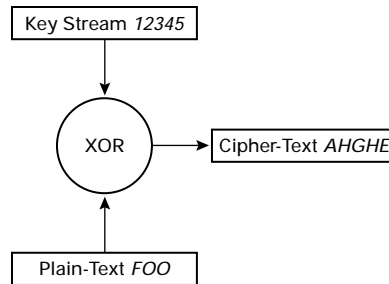 Key Stream 12345
XOR
Cipher-Text AHGHE
Plain-Text FOO